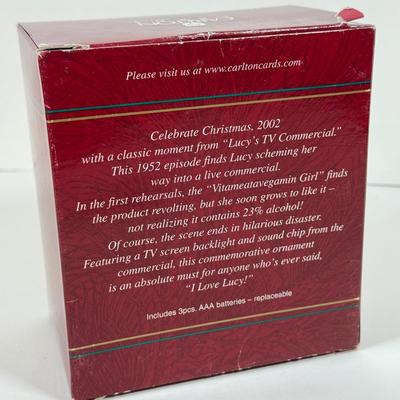 Please visit us at www.carltoncards.com
Celebrate Christmas, 2002
with a classic moment from “Lucy's TV Commercial.”
This 1952 episode finds Lucy scheming her
way into a live commercial.
In the first rehearsals, the “Vitameatavegamin Girl” finds
the product revolting, but she soon grows to like it –
not realizing it contains 23% alcohol!
Of course, the scene ends in hilarious disaster.
Featuring a TV screen backlight and sound chip from the
commercial, this commemorative ornament
is an absolute must for anyone who's ever said,
“I Love Lucy!”
Includes 3pcs. AAA batteries – replaceable